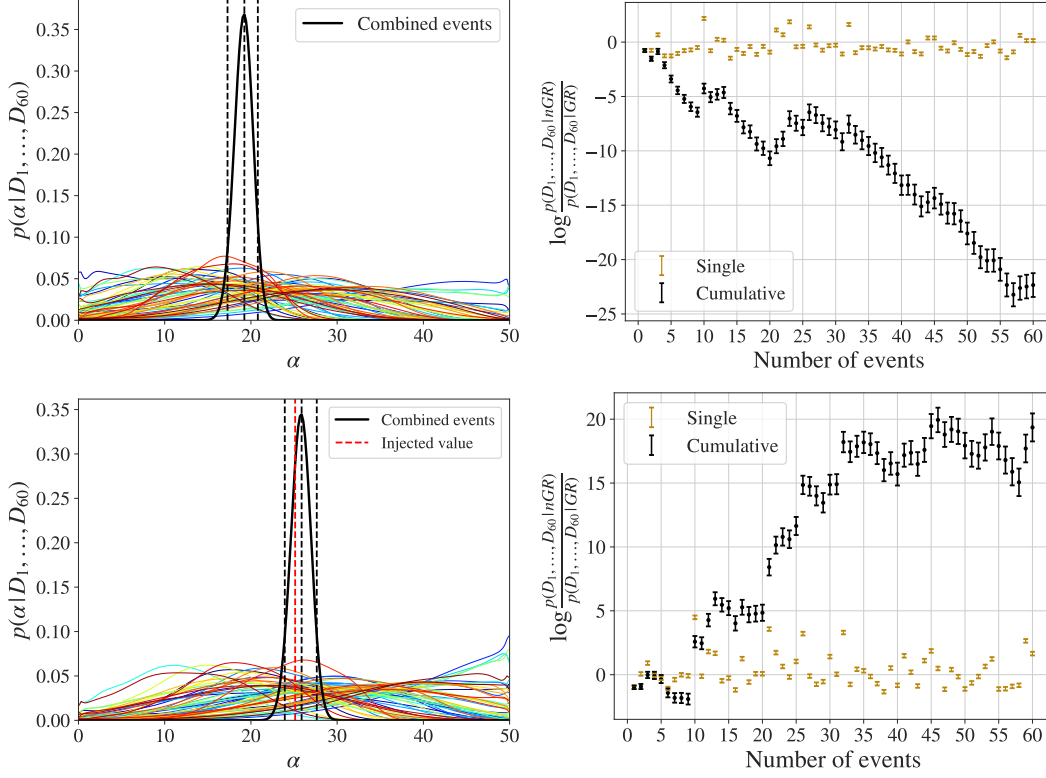 0.35
0.30
0.25
0.20
0.15
0.10
0.05
0.00
p(α|D₁, …, D₆₀)
Combined events
0 10 20 30 40 50
α
0
−5
−10
−15
−20
−25
log p(D₁, …, D₆₀|nGR) / p(D₁, …, D₆₀|GR)
Single
Cumulative
0 5 10 15 20 25 30 35 40 45 50 55 60
Number of events
0.35
0.30
0.25
0.20
0.15
0.10
0.05
0.00
p(α|D₁, …, D₆₀)
Combined events
Injected value
0 10 20 30 40 50
α
20
15
10
5
0
log p(D₁, …, D₆₀|nGR) / p(D₁, …, D₆₀|GR)
Single
Cumulative
0 5 10 15 20 25 30 35 40 45 50 55 60
Number of events